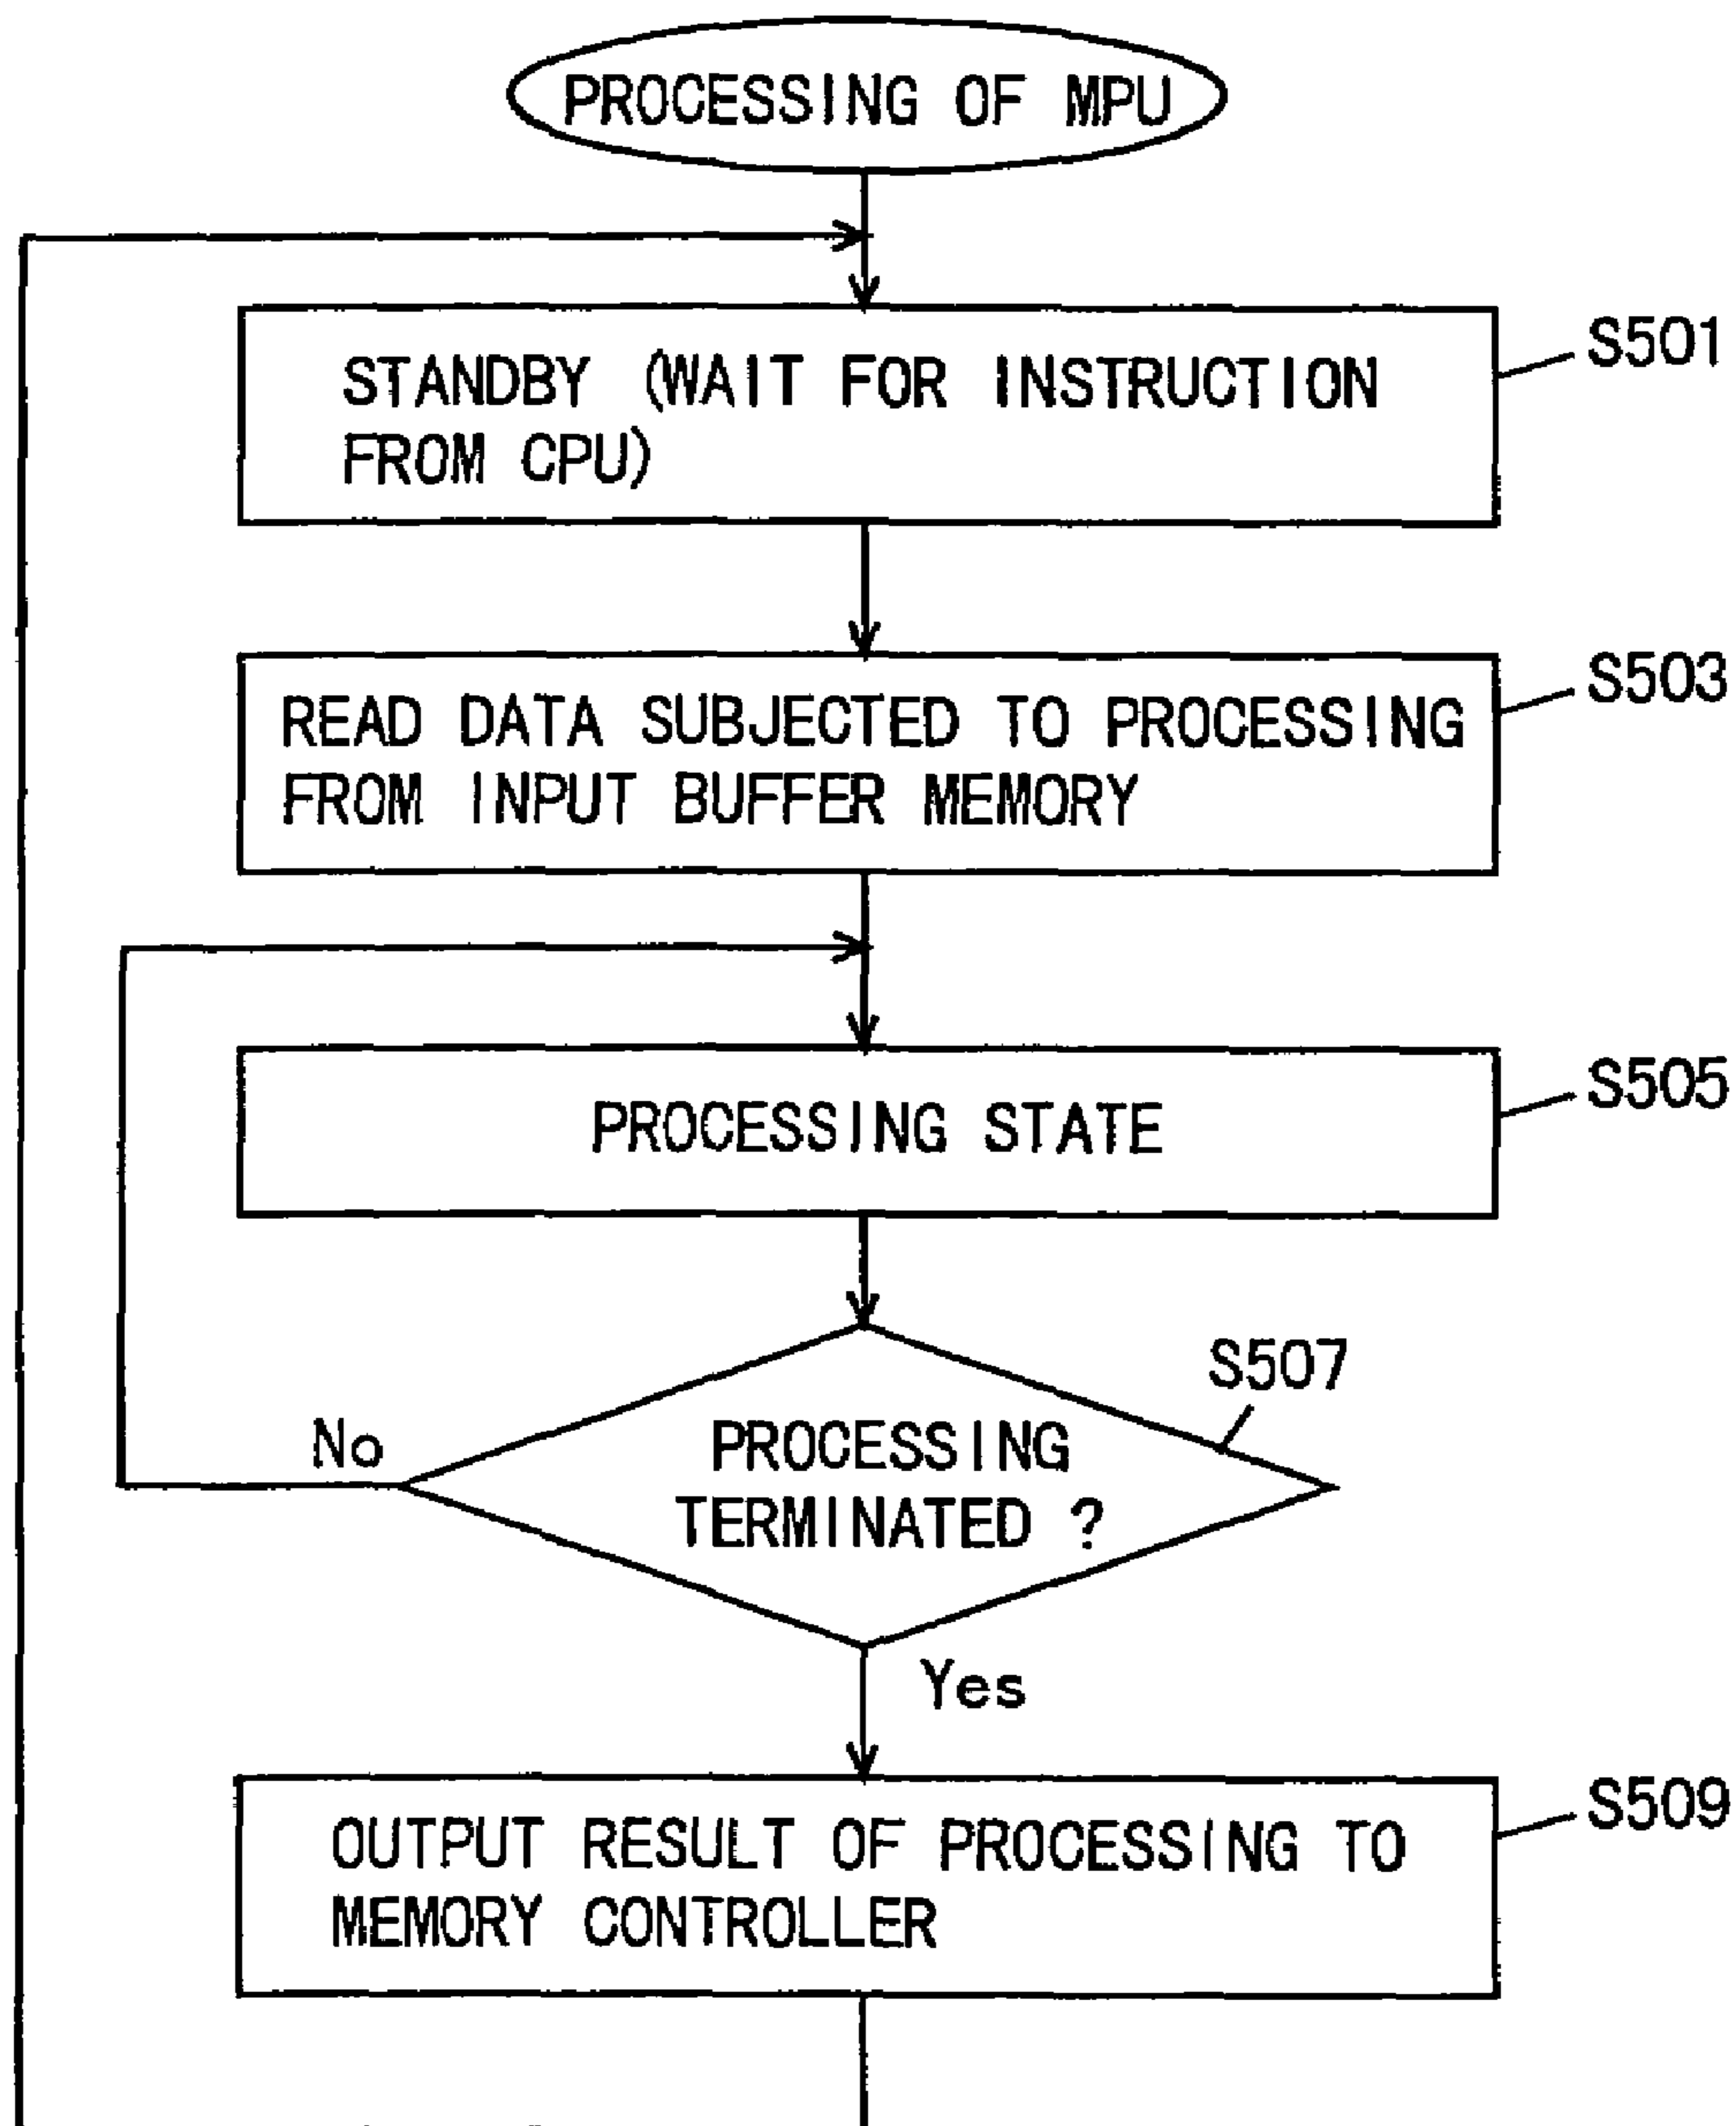 PROCESSING OF MPU
STANDBY (WAIT FOR INSTRUCTION
FROM CPU)
S501
READ DATA SUBJECTED TO PROCESSING
FROM INPUT BUFFER MEMORY
S503
PROCESSING STATE
S505
S507
PROCESSING
TERMINATED ?
No
Yes
OUTPUT RESULT OF PROCESSING TO
MEMORY CONTROLLER
S509